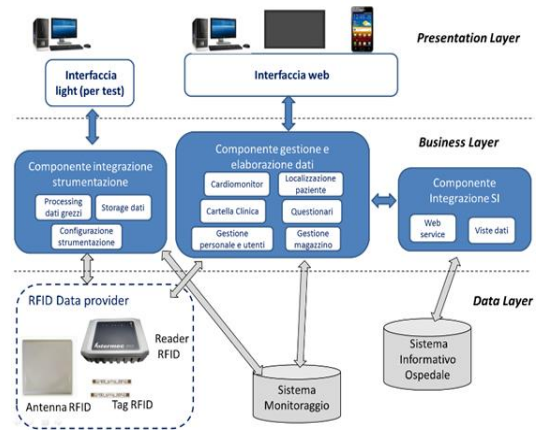 Presentation Layer
Interfaccia
light (per test)
Interfaccia web
Business Layer
Componente integrazione
strumentazione
Processing
dati grezzi
Storage dati
Configurazione
strumentazione
Componente gestione e
elaborazione dati
Cardiomonitor
Localizzazione
paziente
Cartella Clinica
Questionari
Gestione
personale e utenti
Gestione
magazzino
Componente
Integrazione SI
Web
service
Viste dati
Data Layer
RFID Data provider
Intermec
Reader
RFID
Antenna RFID
Tag RFID
Sistema
Monitoraggio
Sistema
Informativo
Ospedale